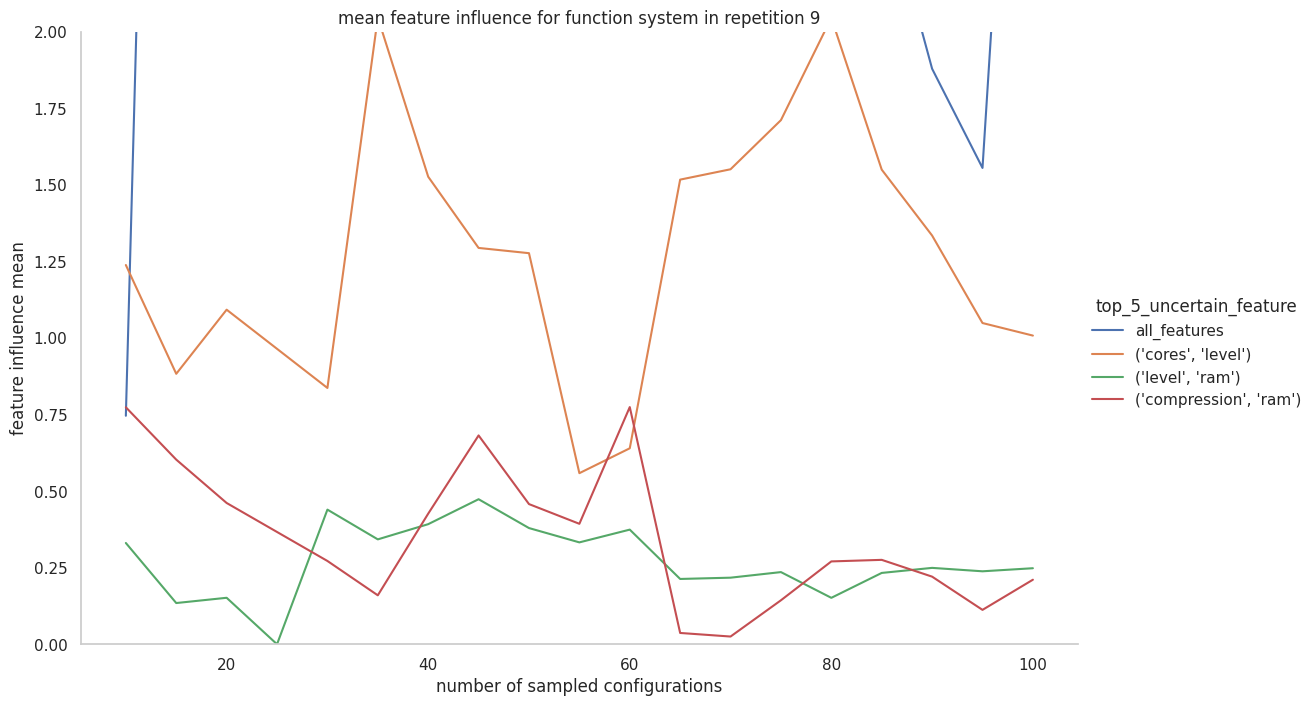 mean feature influence for function system in repetition 9
2.00
1.75
1.50
1.25
1.00
0.75
0.50
0.25
0.00
feature influence mean
20
40
60
80
100
number of sampled configurations
top_5_uncertain_feature
all_features
('cores', 'level')
('level', 'ram')
('compression', 'ram')